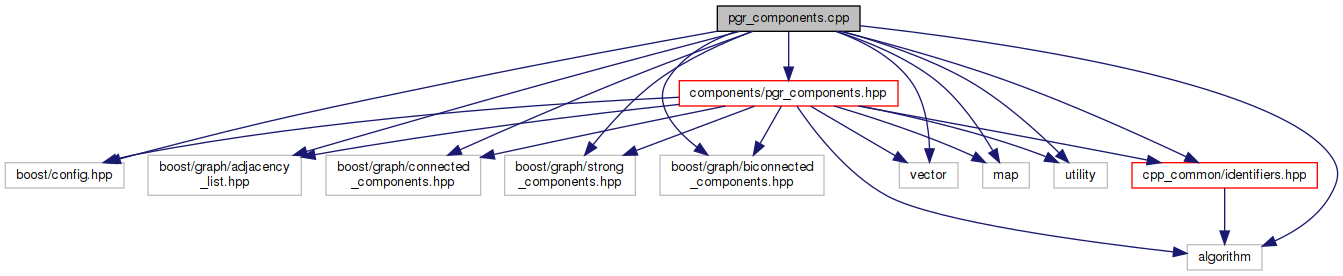 pgr_components.cpp
components/pgr_components.hpp
boost/config.hpp
boost/graph/adjacency
_list.hpp
boost/graph/connected
_components.hpp
boost/graph/strong
_components.hpp
boost/graph/biconnected
_components.hpp
vector
map
utility
cpp_common/identifiers.hpp
algorithm